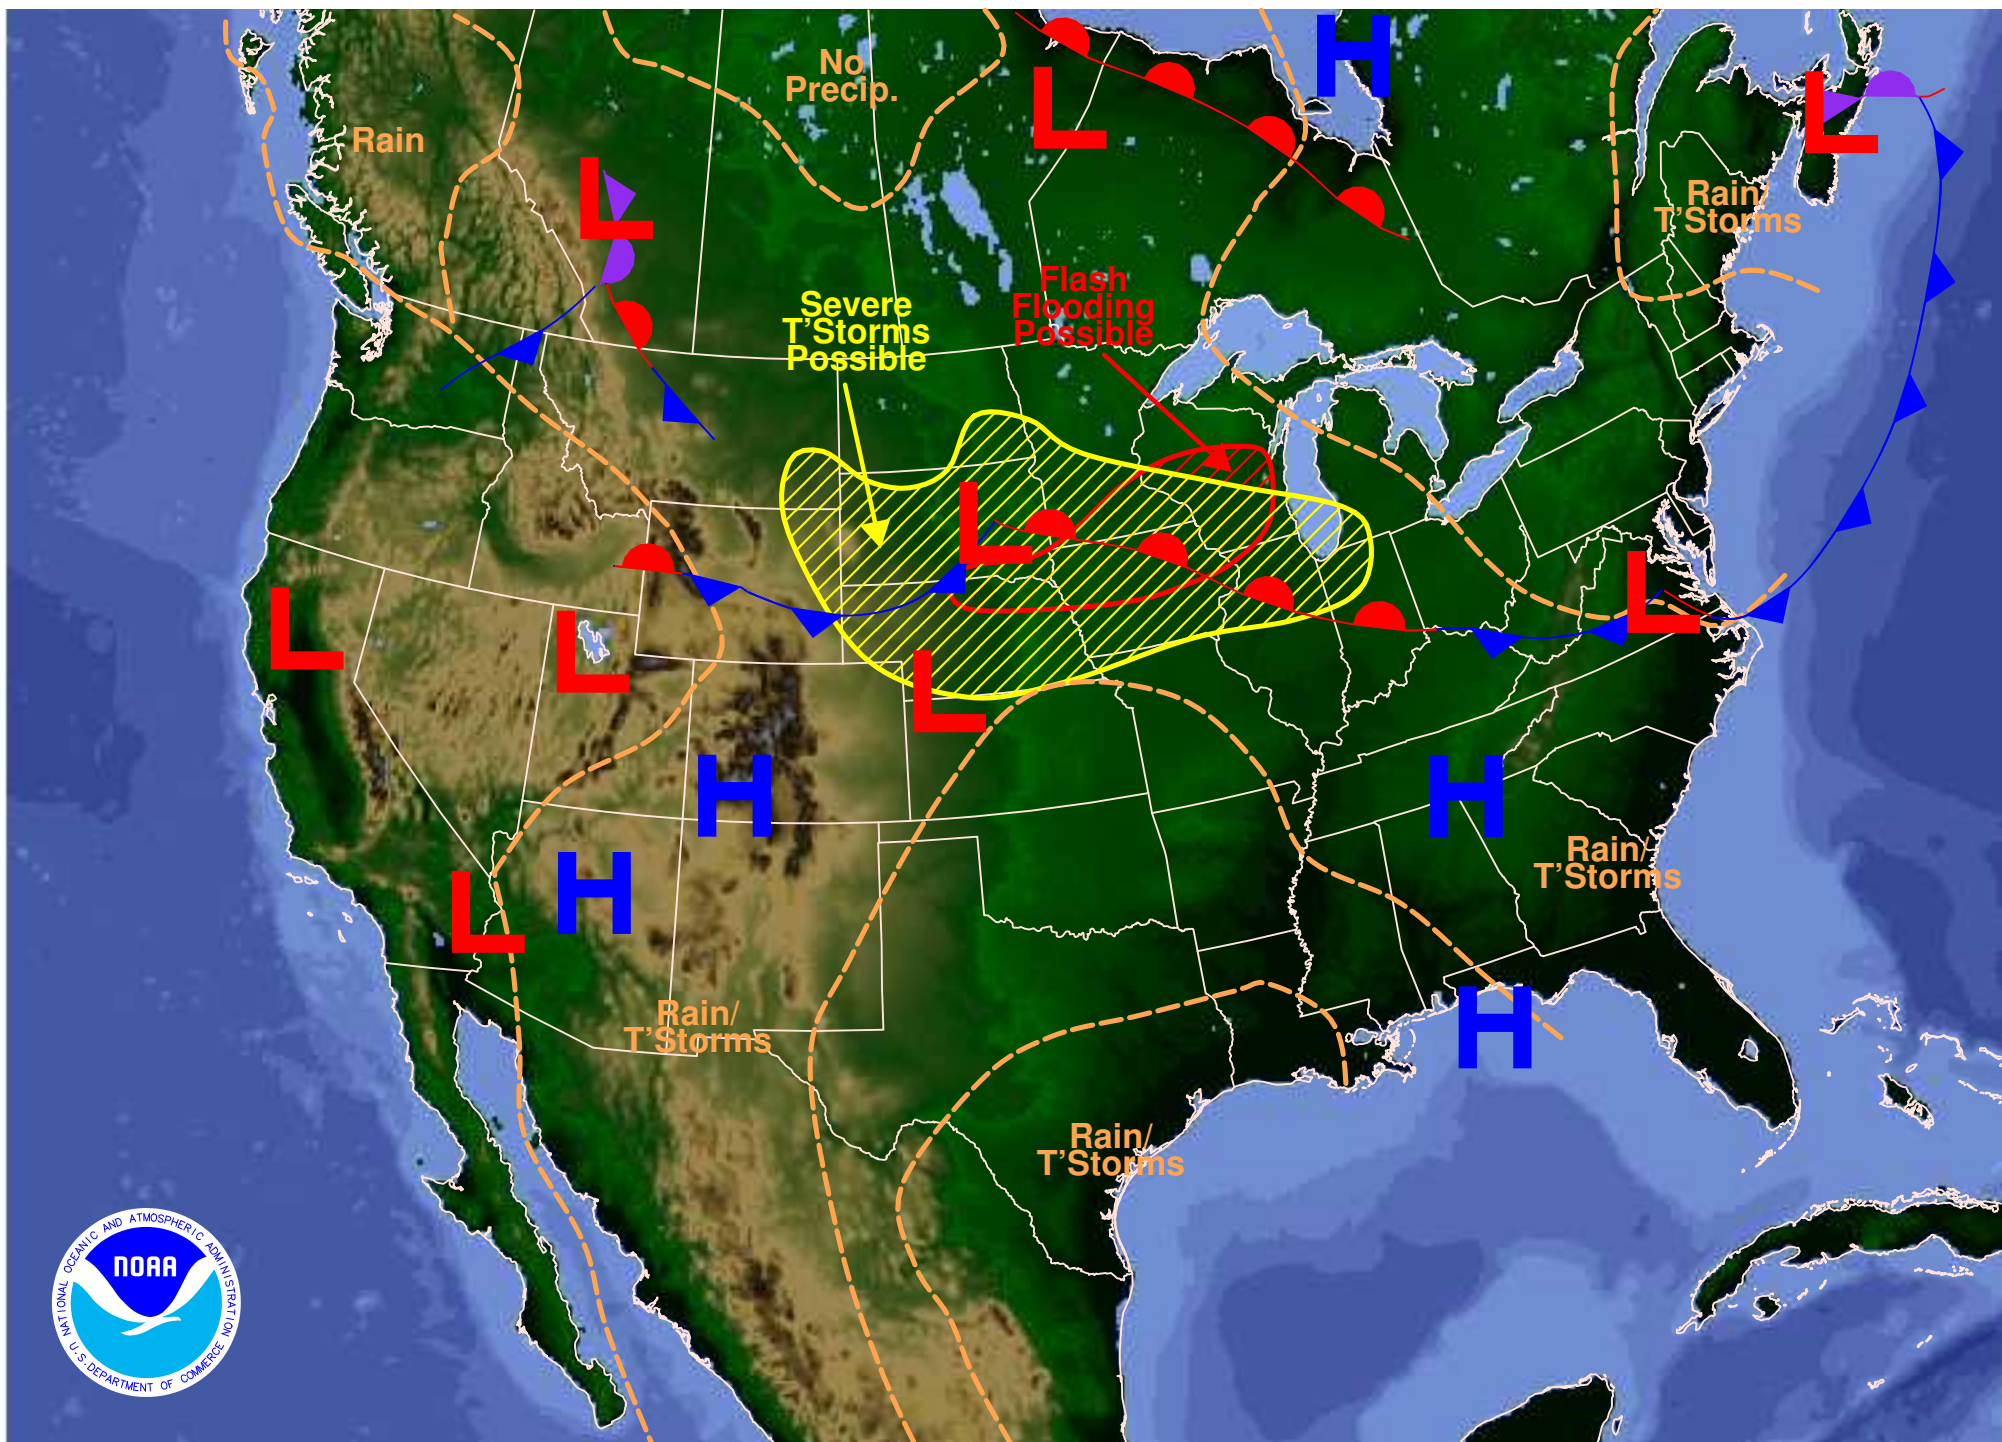 H
No
Precip.
L
L
Rain
L
Rain/
T'Storms
Flash
Flooding
Possible
Severe
T'Storms
Possible
L
L
L
L
L
H
H
Rain/
T'Storms
H
L
Rain/
T'Storms
H
Rain/
T'Storms
NATIONAL OCEANIC AND ATMOSPHERIC ADMINISTRATION
NOAA
U.S. DEPARTMENT OF COMMERCE